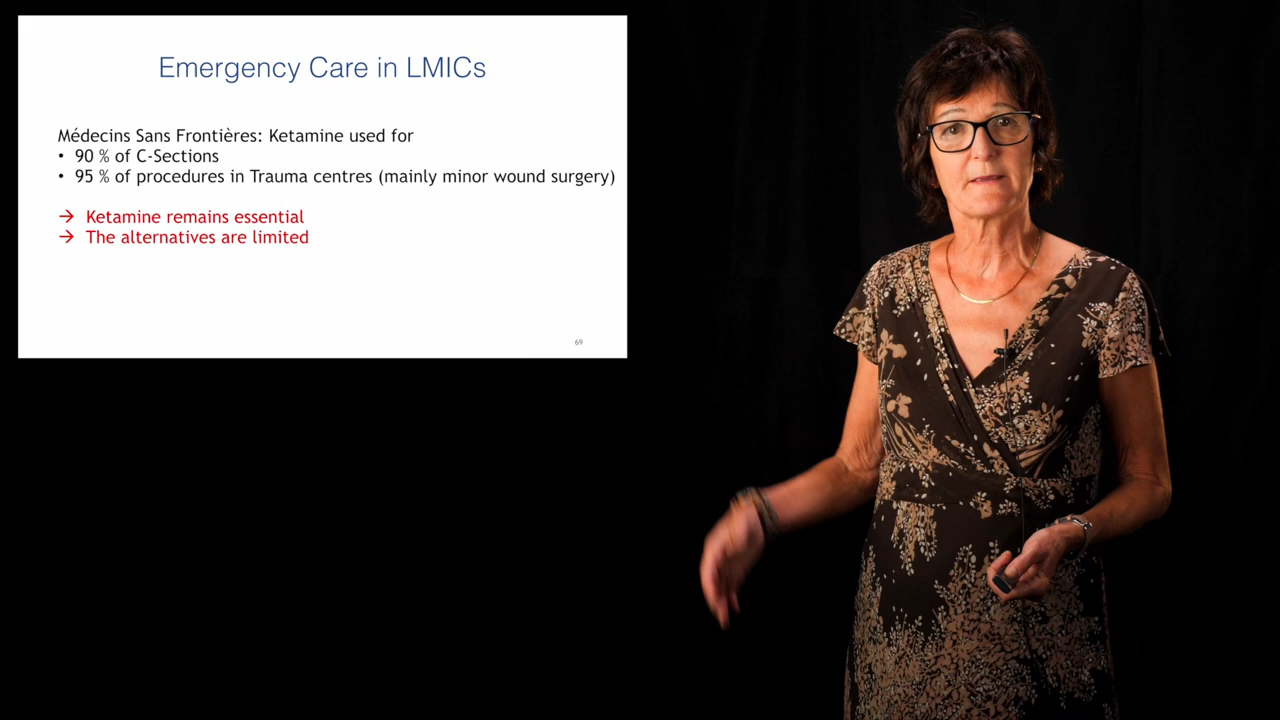 Emergency Care in LMICs
Médecins Sans Frontières: Ketamine used for
• 90 % of C-Sections
• 95 % of procedures in Trauma centres (mainly minor wound surgery)
→ Ketamine remains essential
→ The alternatives are limited
69